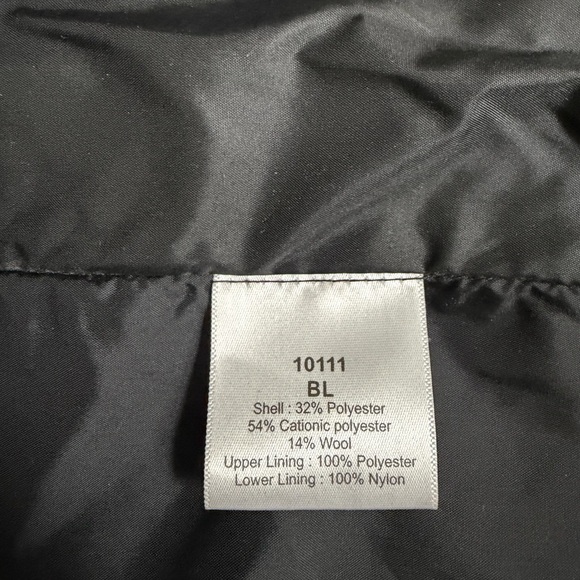 10111
BL
Shell : 32% Polyester
54% Cationic polyester
14% Wool
Upper Lining : 100% Polyester
Lower Lining : 100% Nylon